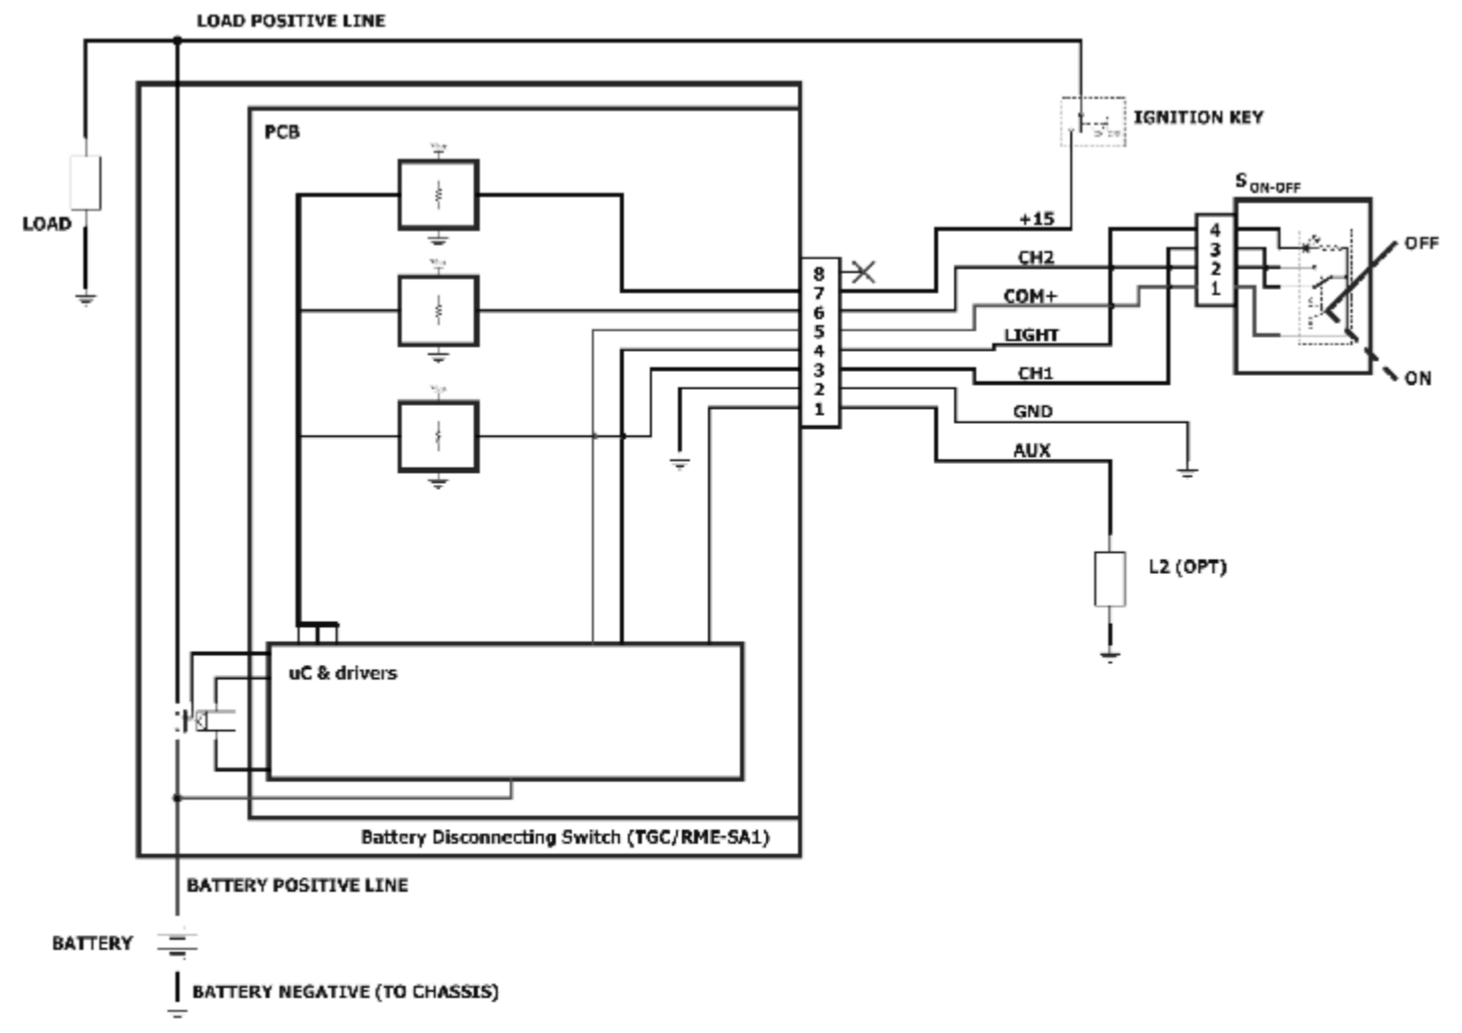 LOAD POSITIVE LINE
IGNITION KEY
PCB
S ON-OFF
LOAD
+15
4
OFF
3
CH2
2
8
1
7
COM+
6
5
LIGHT
4
3
CH1
ON
2
1
GND
AUX
L2 (OPT)
uC & drivers
Battery Disconnecting Switch (TGC/RME-SA1)
BATTERY POSITIVE LINE
BATTERY
BATTERY NEGATIVE (TO CHASSIS)